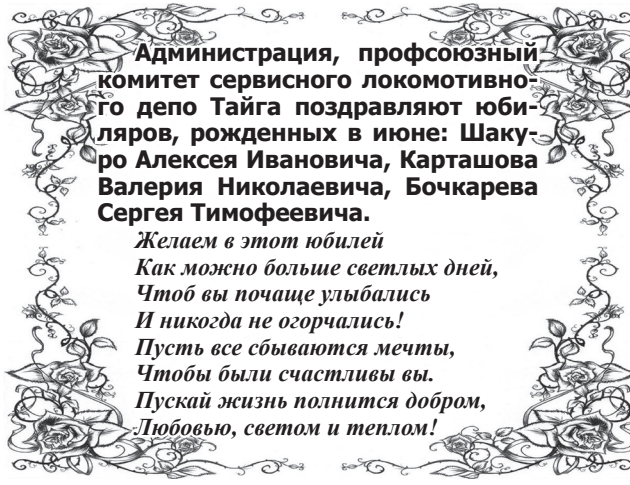 Администрация, профсоюзный
комитет сервисного локомотивно-
го депо Тайга поздравляют юби-
ляров, рожденных в июне: Шаку-
ро Алексея Ивановича, Карташова
Валерия Николаевича, Бочкарева
Сергея Тимофеевича.
Желаем в этот юбилей
Как можно больше светлых дней,
Чтоб вы почаще улыбались
И никогда не огорчались!
Пусть все сбываются мечты,
Чтобы были счастливы вы.
Пускай жизнь полнится добром,
Любовью, светом и теплом!